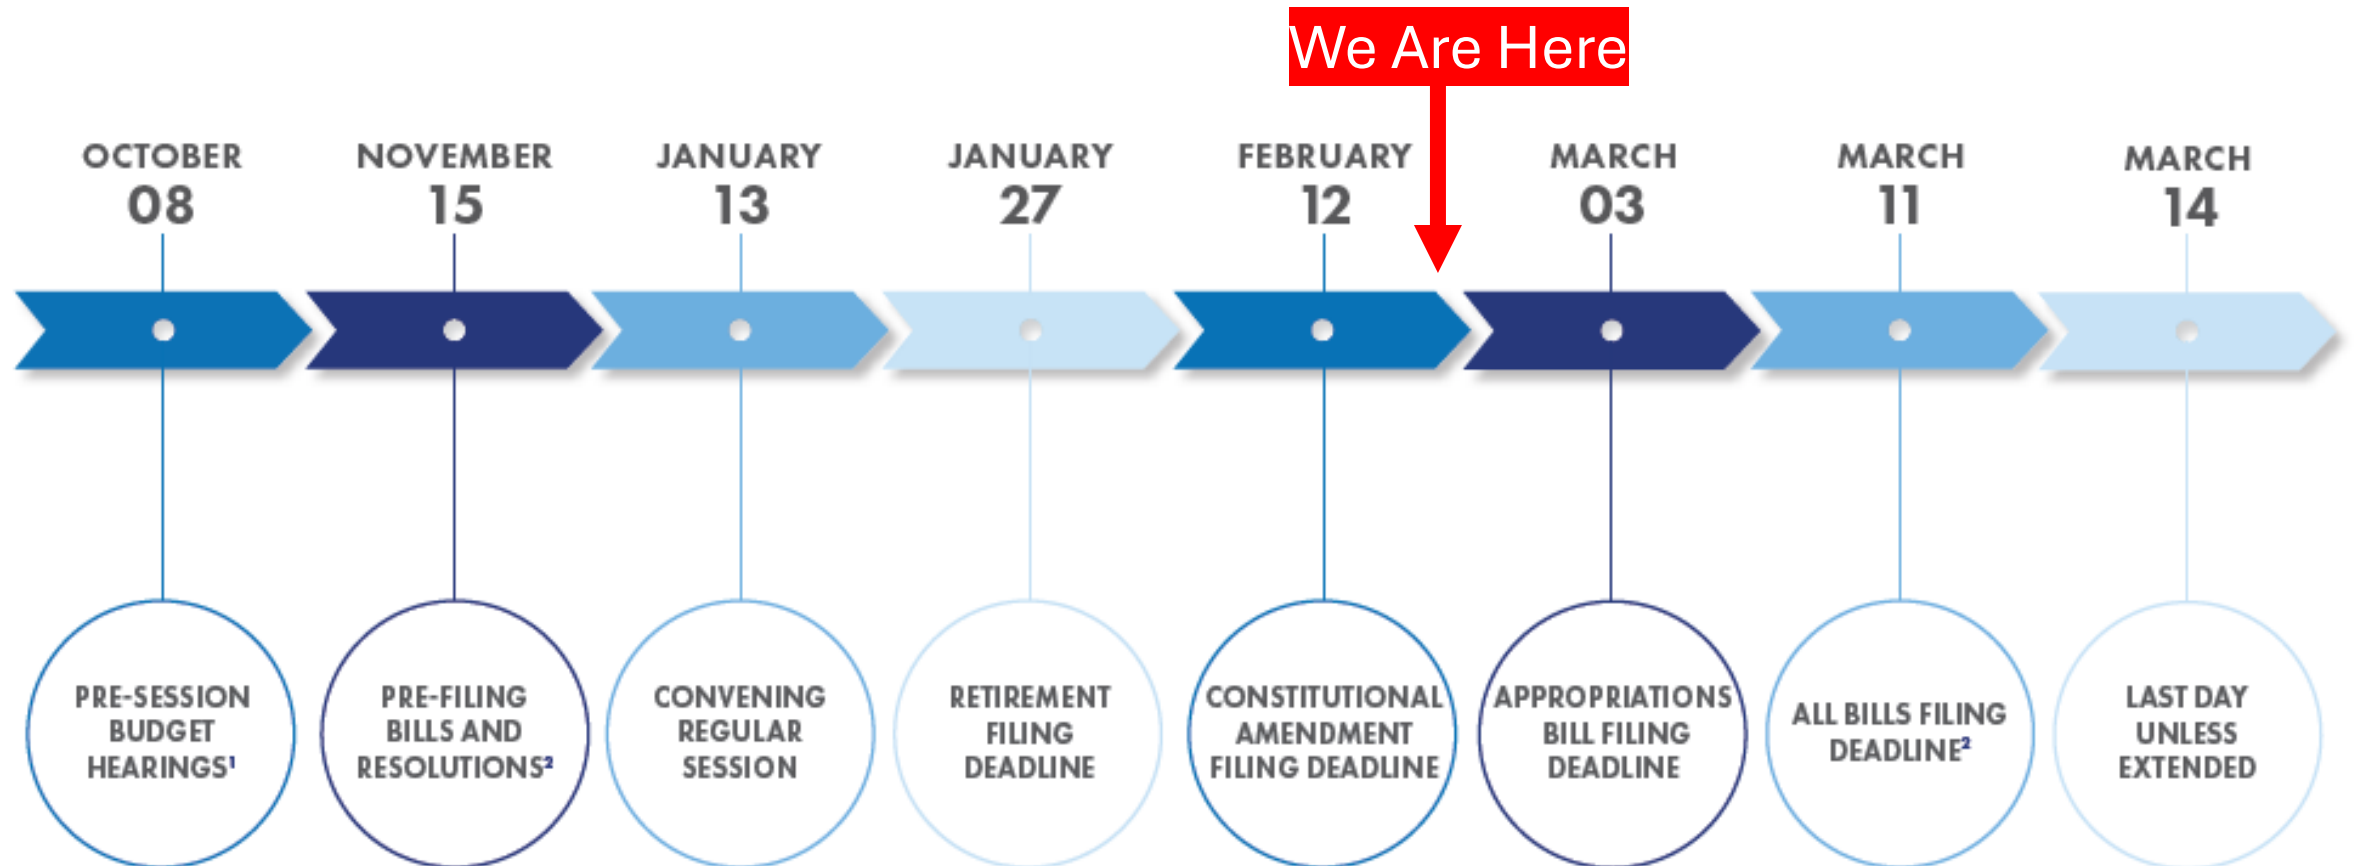 We Are Here
OCTOBER
08
NOVEMBER
15
JANUARY
13
JANUARY
27
FEBRUARY
12
MARCH
03
MARCH
11
MARCH
14
PRE-SESSION
BUDGET
HEARINGS¹
PRE-FILING
BILLS AND
RESOLUTIONS²
CONVENING
REGULAR
SESSION
RETIREMENT
FILING
DEADLINE
CONSTITUTIONAL
AMENDMENT
FILING DEADLINE
APPROPRIATIONS
BILL FILING
DEADLINE
ALL BILLS FILING
DEADLINE²
LAST DAY
UNLESS
EXTENDED